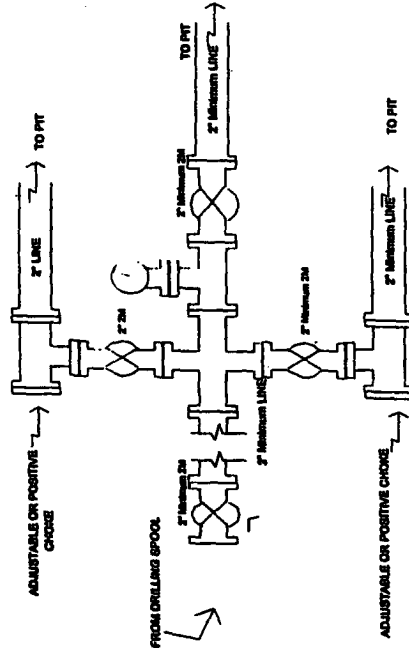 ADJUSTABLE OR POSITIVE
CHOKE
2" LINE
TO PIT
2" 2M
FROM DRILLING SPOOL
2" Minimum 2M
2" Minimum LINE
2" Minimum 2M
2" Minimum LINE
TO PIT
2" Minimum 2M
ADJUSTABLE OR POSITIVE CHOKE
2" Minimum LINE
TO PIT